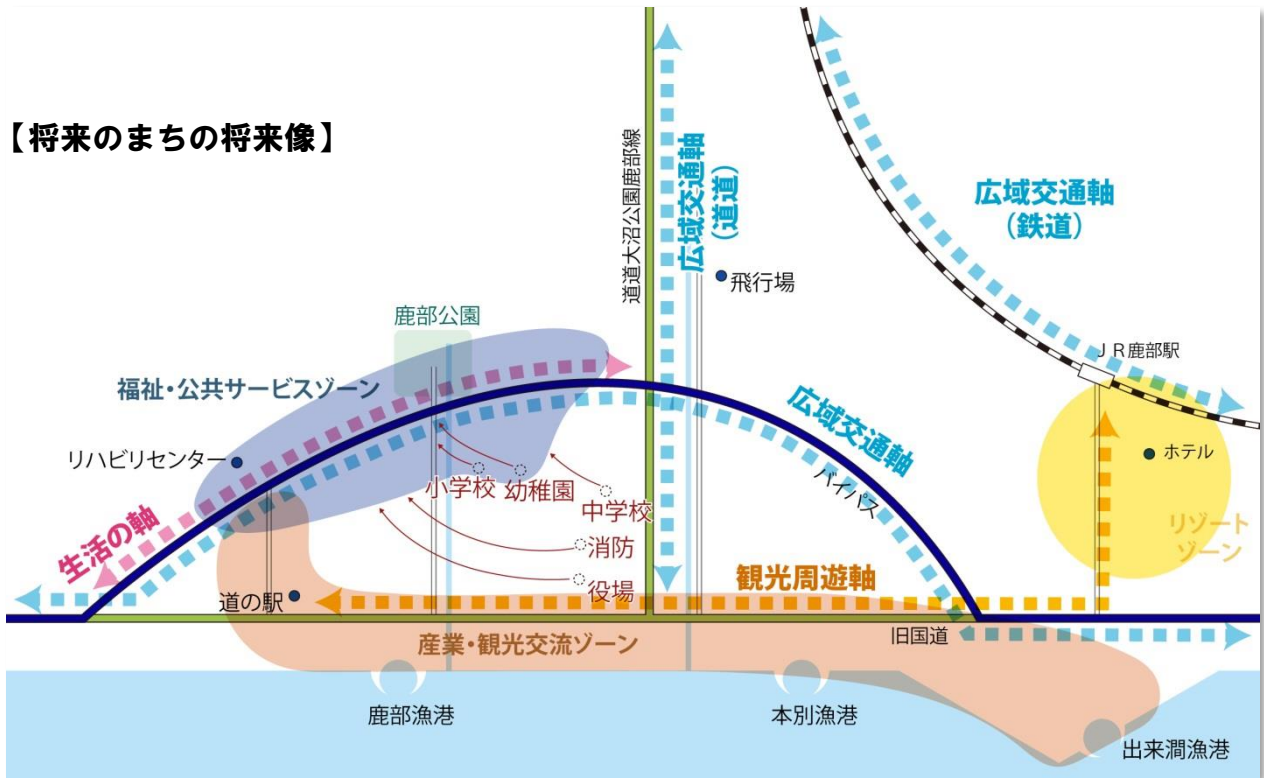 【将来のまちの将来像】
道道大沼公園鹿部線
広域交通軸
（道道）
広域交通軸
（鉄道）
飛行場
鹿部公園
ＪＲ鹿部駅
福祉・公共サービスゾーン
広域交通軸
バイパス
リハビリセンター
ホテル
小学校
幼稚園
中学校
リゾート
ゾーン
生活の軸
消防
役場
道の駅
観光周遊軸
旧国道
産業・観光交流ゾーン
鹿部漁港
本別漁港
出来澗漁港